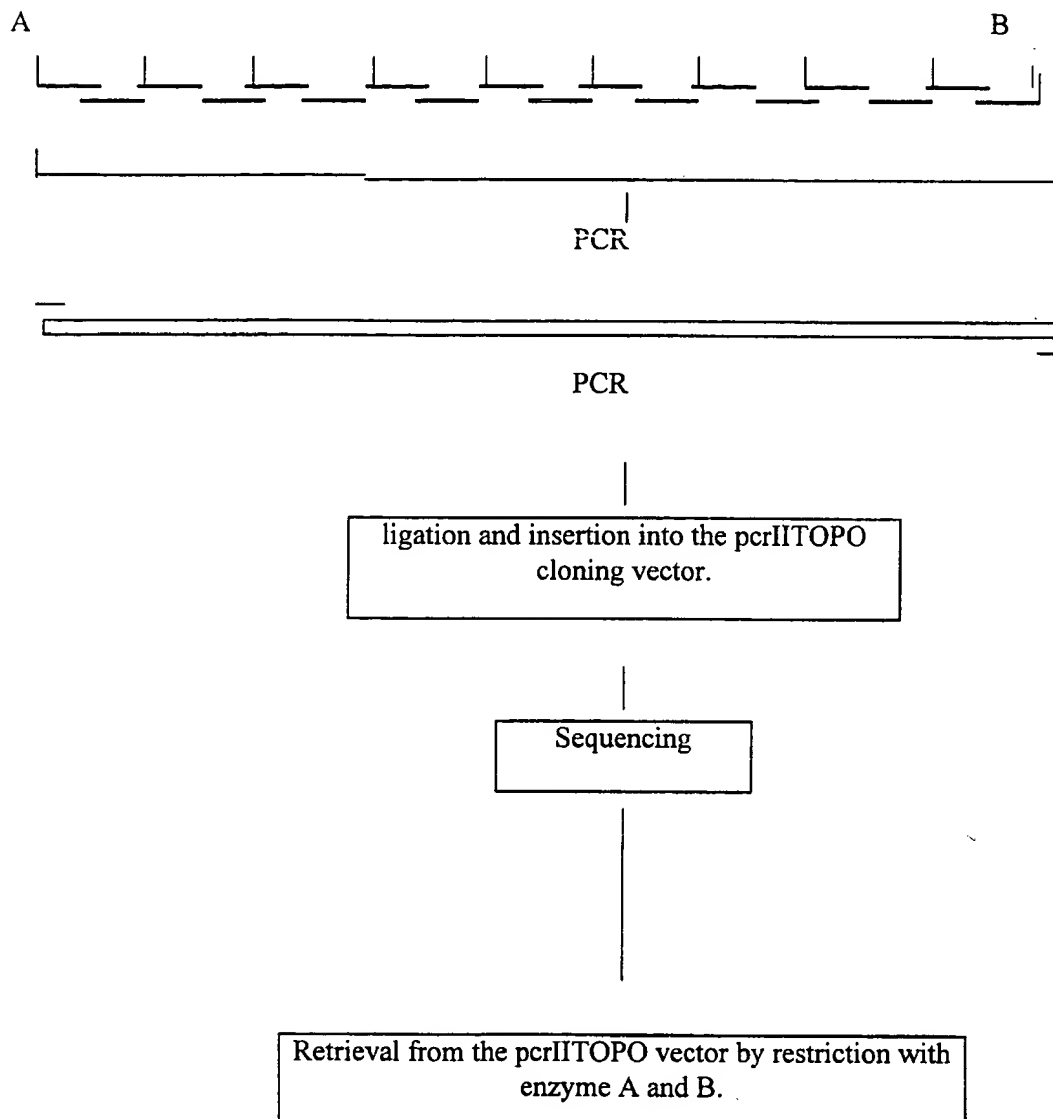 A B
PCR
PCR
ligation and insertion into the pcrIITOPO
cloning vector.
Sequencing
Retrieval from the pcrIITOPO vector by restriction with
enzyme A and B.